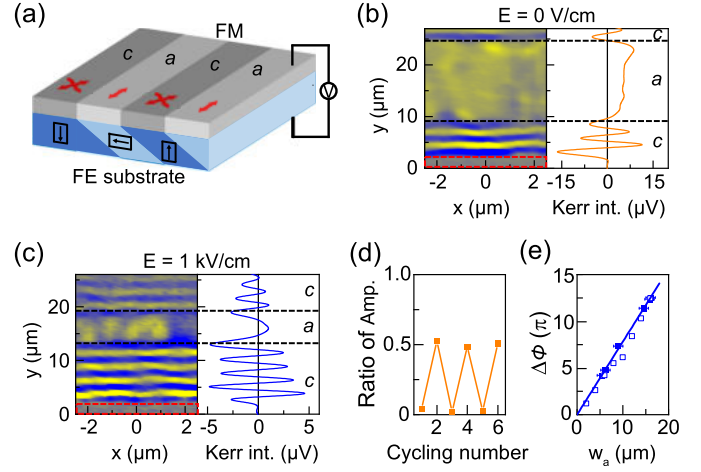 (a)
FM
c
a
c
a
V
FE substrate
(b)
E = 0 V/cm
y (μm)
20
10
0
-2
0
2
x (μm)
-15
0
15
Kerr int. (μV)
c
a
c
(c)
E = 1 kV/cm
y (μm)
30
20
10
0
-2
0
2
x (μm)
-5
0
5
Kerr int. (μV)
c
a
c
(d)
Ratio of Amp.
1.0
0.5
0
0
2
4
6
Cycling number
(e)
ΔΦ (π)
15
10
5
0
0
10
20
wa (μm)